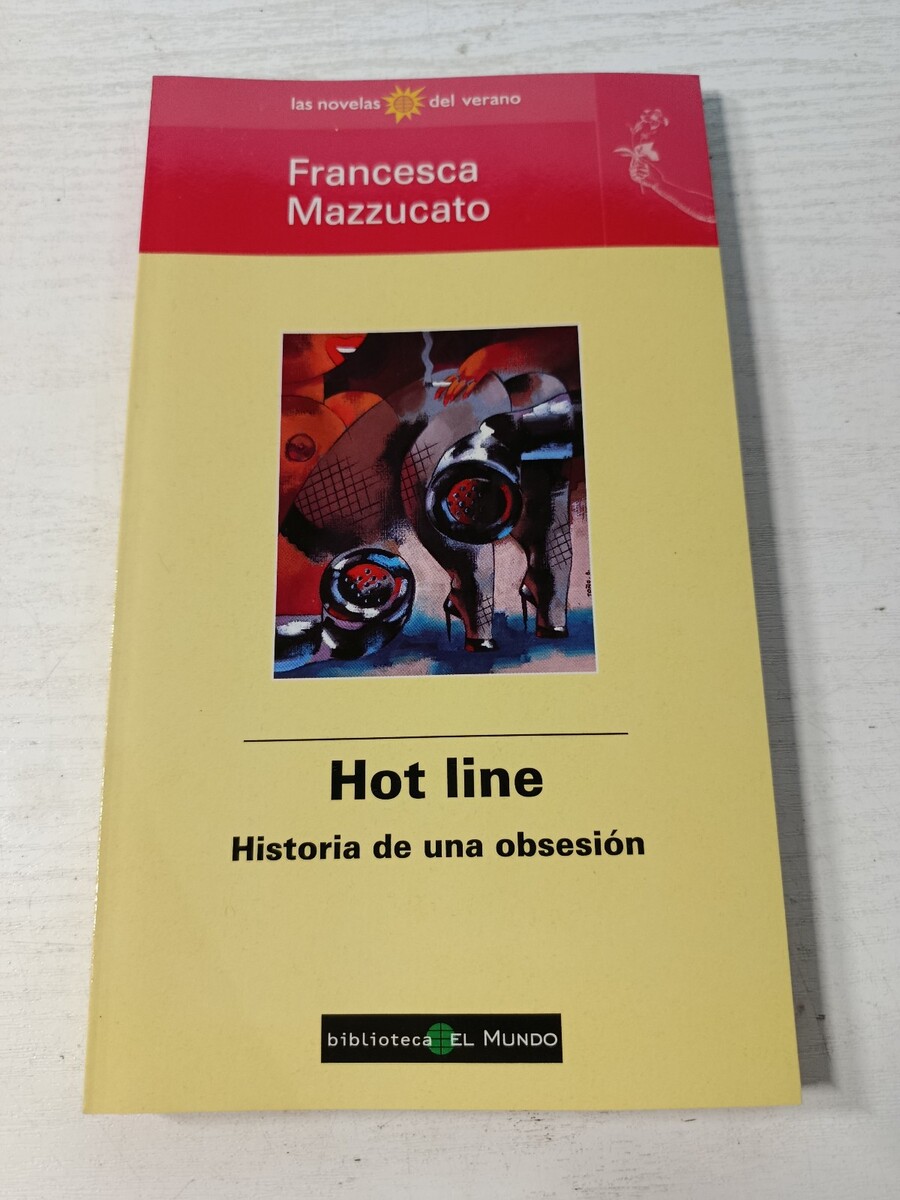 las novelas del verano
Francesca
Mazzucato
Hot line
Historia de una obsesión
biblioteca EL MUNDO